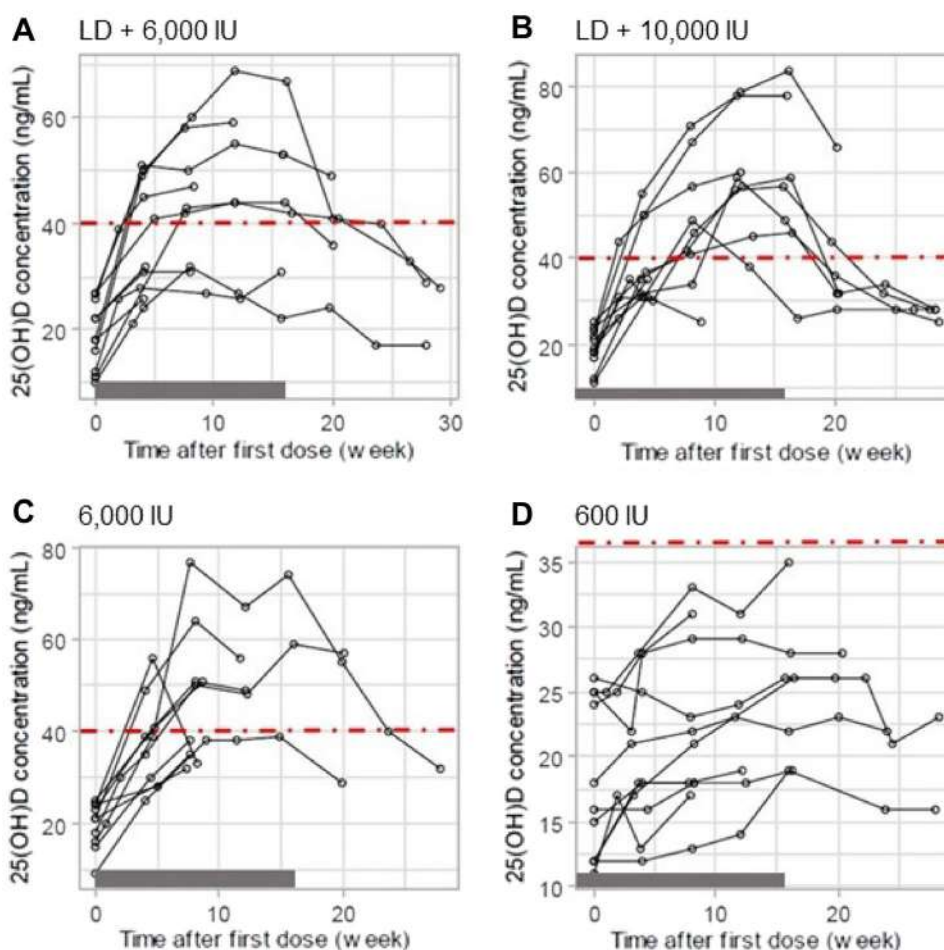 A LD + 6,000 IU
25(OH)D concentration (ng/mL)
60
40
20
0 10 20 30
Time after first dose (week)
B LD + 10,000 IU
25(OH)D concentration (ng/mL)
80
60
40
20
0 10 20
Time after first dose (week)
C 6,000 IU
25(OH)D concentration (ng/mL)
80
60
40
20
0 10 20
Time after first dose (week)
D 600 IU
25(OH)D concentration (ng/mL)
35
30
25
20
15
10
0 10 20
Time after first dose (week)